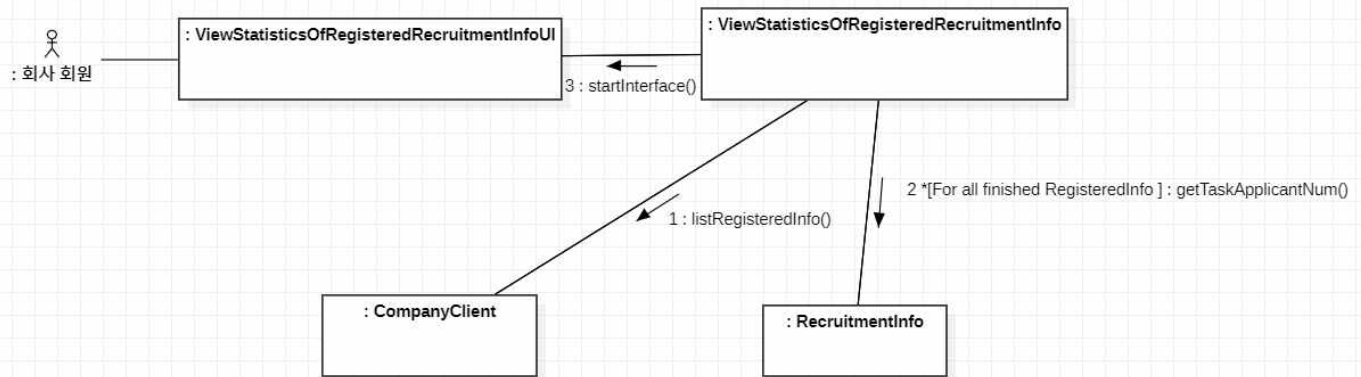 : ViewStatisticsOfRegisteredRecruitmentInfoUI
: ViewStatisticsOfRegisteredRecruitmentInfo
: 회사 회원
3 : startInterface()
2 *[For all finished RegisteredInfo ] : getTaskApplicantNum()
1 : listRegisteredInfo()
: CompanyClient
: RecruitmentInfo